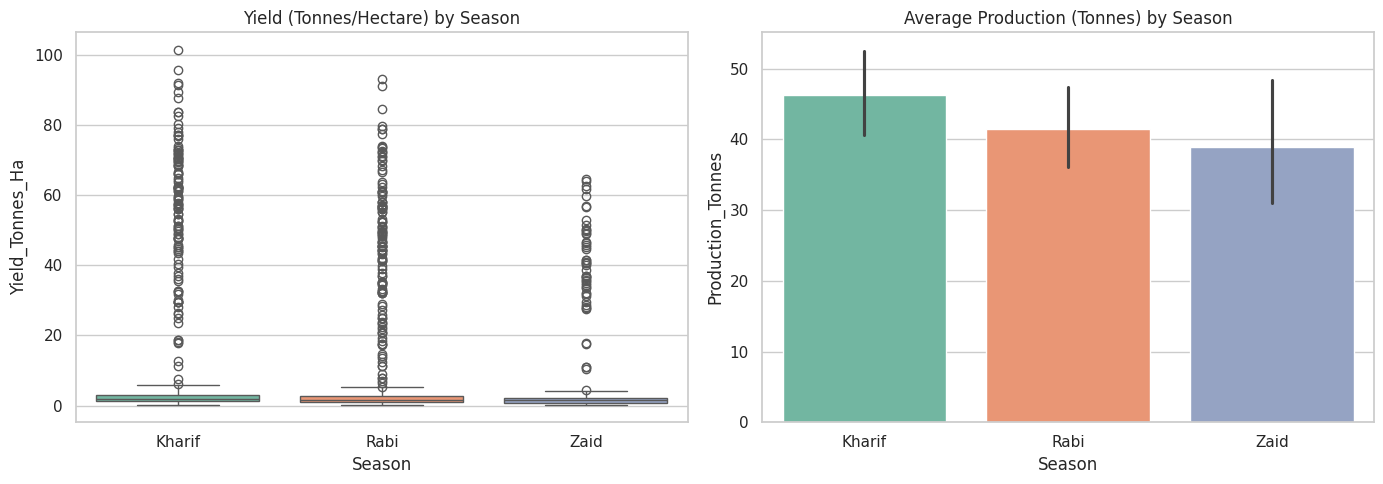 Yield (Tonnes/Hectare) by Season
100
80
60
40
20
0
Yield_Tonnes_Ha
Kharif Rabi Zaid
Season
Average Production (Tonnes) by Season
50
40
30
20
10
0
Production_Tonnes
Kharif Rabi Zaid
Season